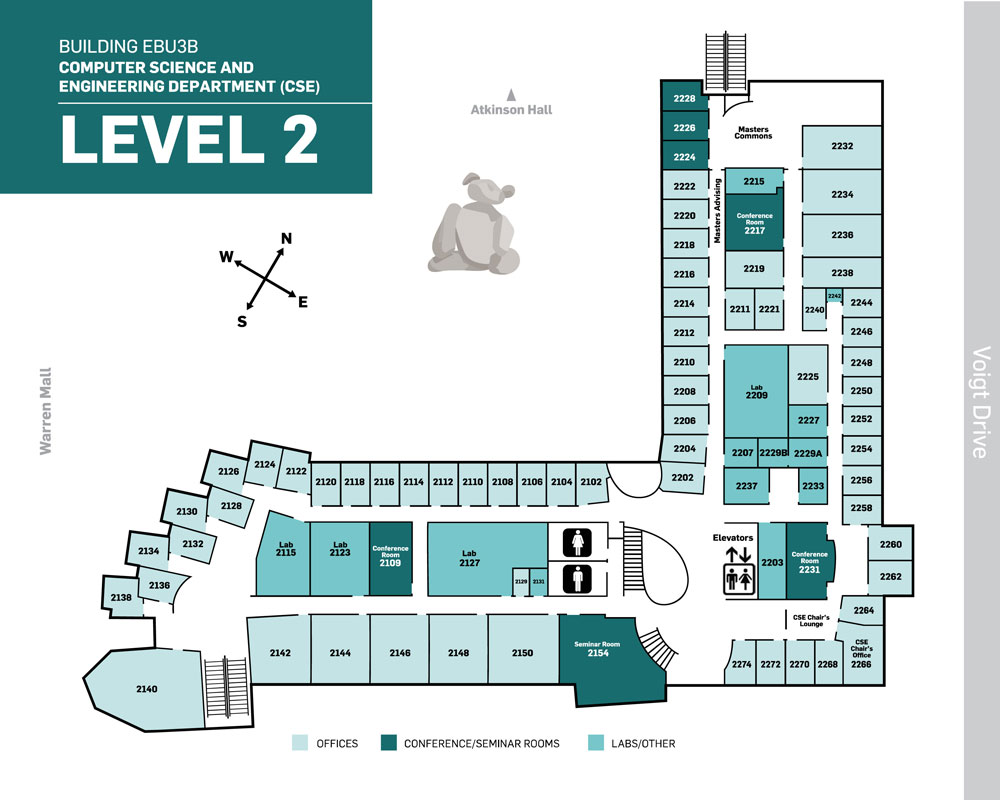 BUILDING EBU3B
COMPUTER SCIENCE AND
ENGINEERING DEPARTMENT (CSE)
LEVEL 2
Atkinson Hall
N
W
E
S
Warren Mall
Voigt Drive
2228
2226
2224
2222
2220
2218
2216
2214
2212
2210
2208
2206
2204
2202
Masters
Commons
Masters Advising
2215
Conference
Room
2217
2219
2211
2221
2232
2234
2236
2238
2240
2242
2244
2246
2248
2250
2252
2254
2256
2258
2260
2262
2264
Lab
2209
2225
2227
2207
2229B
2229A
2237
2233
Elevators
2203
Conference
Room
2231
CSE Chair's
Lounge
CSE
Chair's
Office
2266
2274
2272
2270
2268
2126
2124
2122
2120
2118
2116
2114
2112
2110
2108
2106
2104
2102
2130
2128
2134
2132
2136
2138
Lab
2115
Lab
2123
Conference
Room
2109
Lab
2127
2129
2131
2140
2142
2144
2146
2148
2150
Seminar Room
2154
OFFICES
CONFERENCE/SEMINAR ROOMS
LABS/OTHER